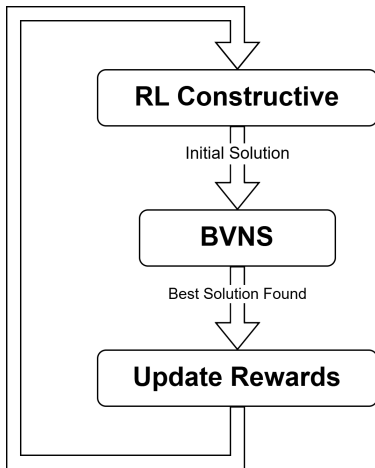 RL Constructive
Initial Solution
BVNS
Best Solution Found
Update Rewards